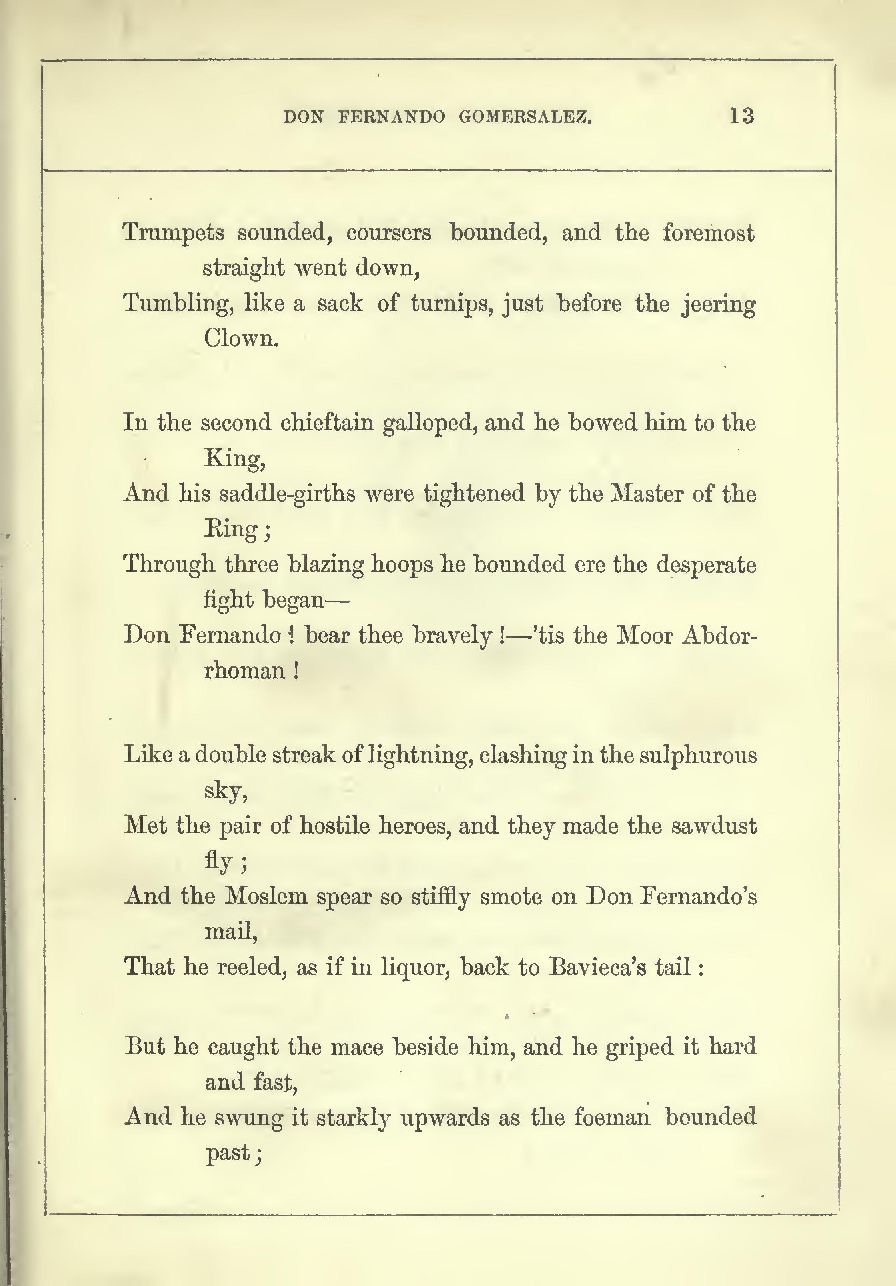 DON FERNANDO GOMERSALEZ. 13
Trumpets sounded, coursers bounded, and the foremost
straight went down,
Tumbling, like a sack of turnips, just before the jeering
Clown.
In the second chieftain galloped, and he bowed him to the
King,
And his saddle-girths were tightened by the Master of the
Ring;
Through three blazing hoops he bounded ere the desperate
fight began—
Don Fernando! bear thee bravely!—'tis the Moor Abdor-
rhoman!
Like a double streak of lightning, clashing in the sulphurous
sky,
Met the pair of hostile heroes, and they made the sawdust
fly;
And the Moslem spear so stiffly smote on Don Fernando's
mail,
That he reeled, as if in liquor, back to Bavieca's tail:
But he caught the mace beside him, and he griped it hard
and fast,
And he swung it starkly upwards as the foeman bounded
past;